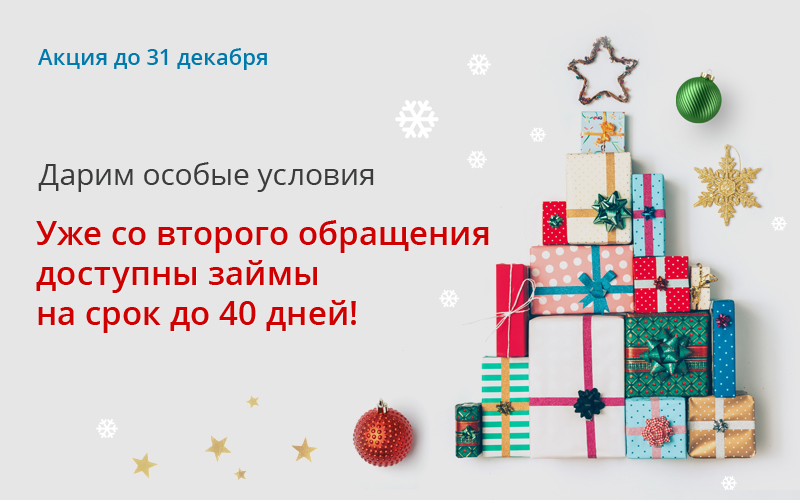 Акция до 31 декабря
Дарим особые условия
Уже со второго обращения
доступны займы
на срок до 40 дней!